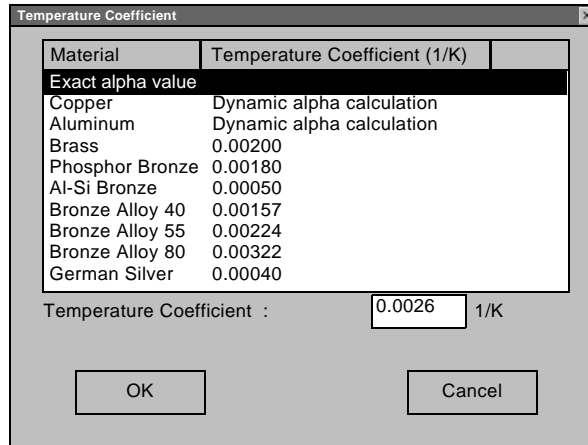 Temperature Coefficient
Material Temperature Coefficient (1/K)
Exact alpha value
Copper Dynamic alpha calculation
Aluminum Dynamic alpha calculation
Brass 0.00200
Phosphor Bronze 0.00180
Al-Si Bronze 0.00050
Bronze Alloy 40 0.00157
Bronze Alloy 55 0.00224
Bronze Alloy 80 0.00322
German Silver 0.00040
Temperature Coefficient : 0.0026 1/K
OK Cancel